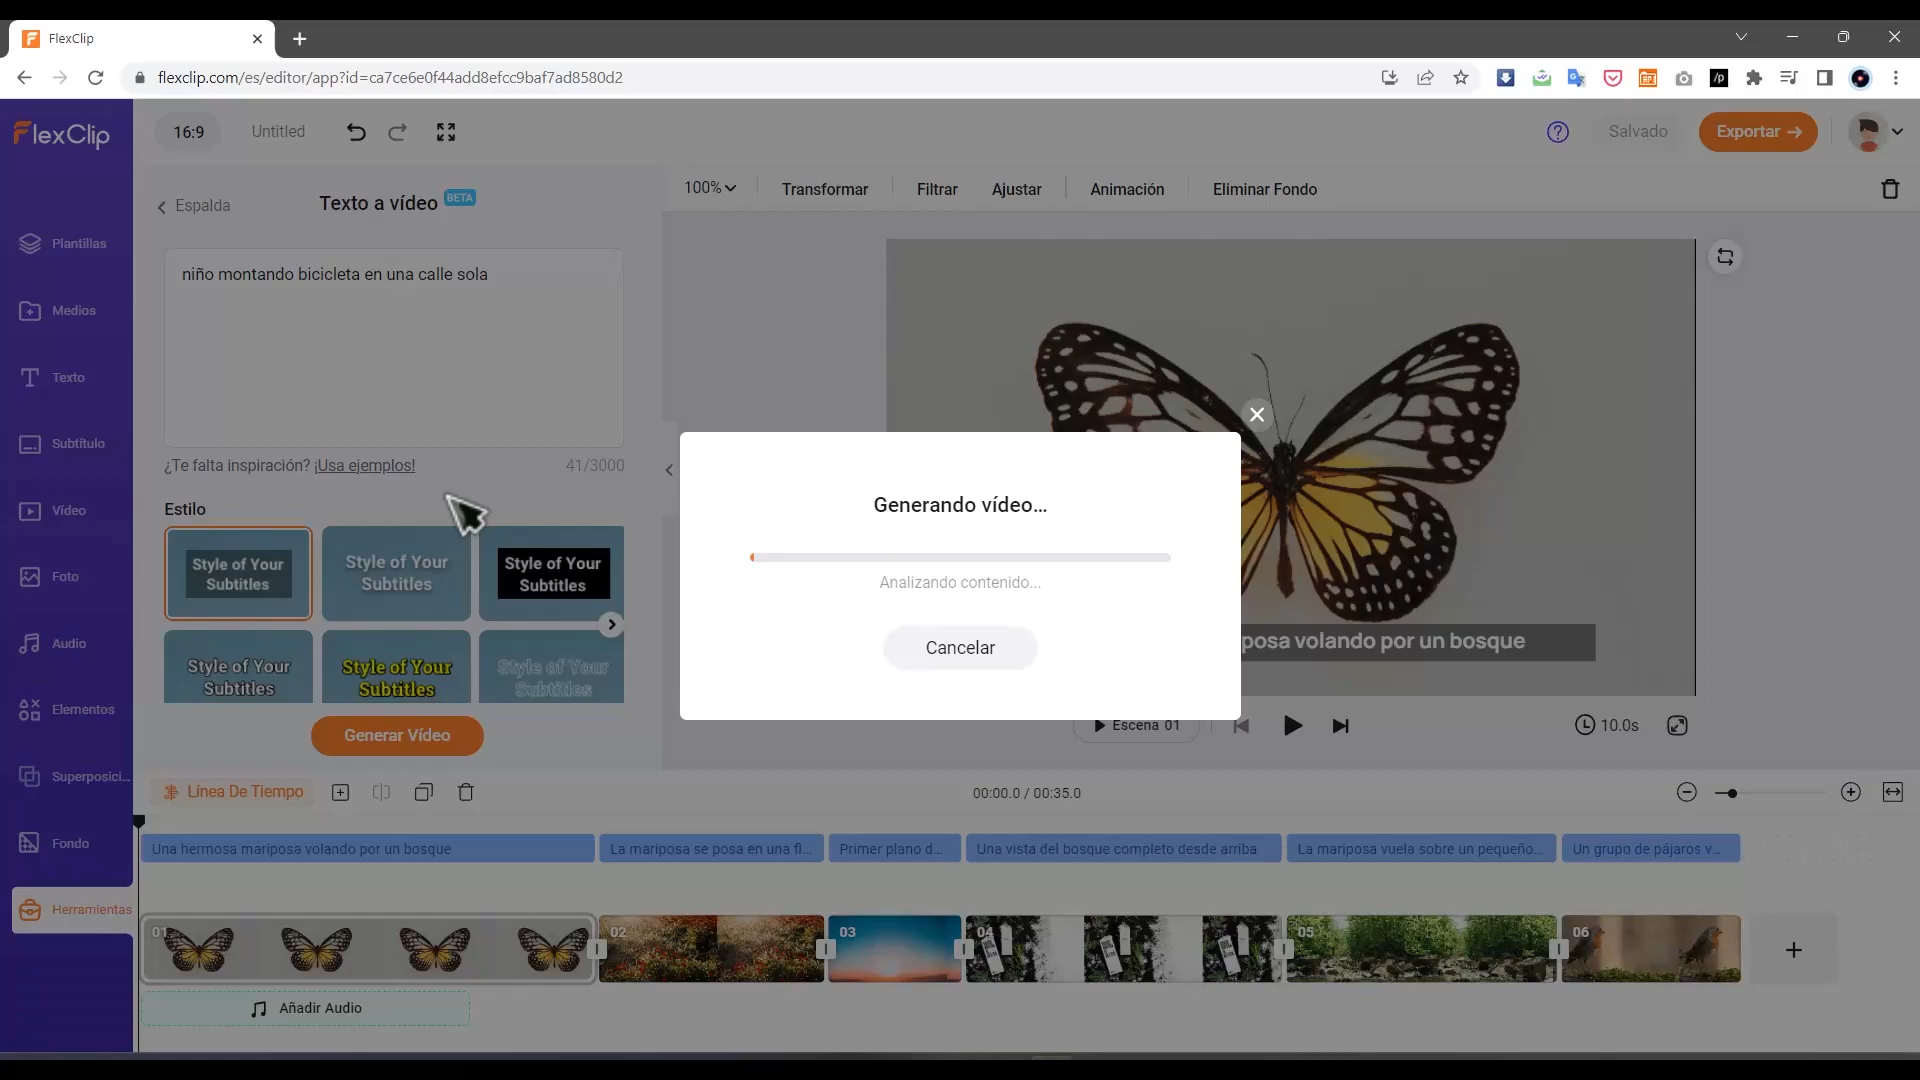 FlexClip
flexclip.com/es/editor/app?id=ca7ce6e0f44add8efcc9baf7ad8580d2
FlexClip
16:9
Untitled
Salvado
Exportar
Espalda
Texto a vídeo
BETA
100%
Transformar
Filtrar
Ajustar
Animación
Eliminar Fondo
Plantillas
Medios
Texto
Subtítulo
Vídeo
Foto
Audio
Elementos
Superposici...
Fondo
Herramientas
niño montando bicicleta en una calle sola
¿Te falta inspiración? ¡Usa ejemplos!
41/3000
Estilo
Style of Your
Subtitles
Style of Your
Subtitles
Style of Your
Subtitles
Style of Your
Subtitles
Style of Your
Subtitles
Style of Your
Subtitles
Generar Vídeo
Generando vídeo...
Analizando contenido...
Cancelar
posa volando por un bosque
Escena 01
10.0s
Línea De Tiempo
00:00.0 / 00:35.0
Una hermosa mariposa volando por un bosque
La mariposa se posa en una fl...
Primer plano d...
Una vista del bosque completo desde arriba
La mariposa vuela sobre un pequeño...
Un grupo de pájaros v...
01
02
03
04
05
06
Añadir Audio